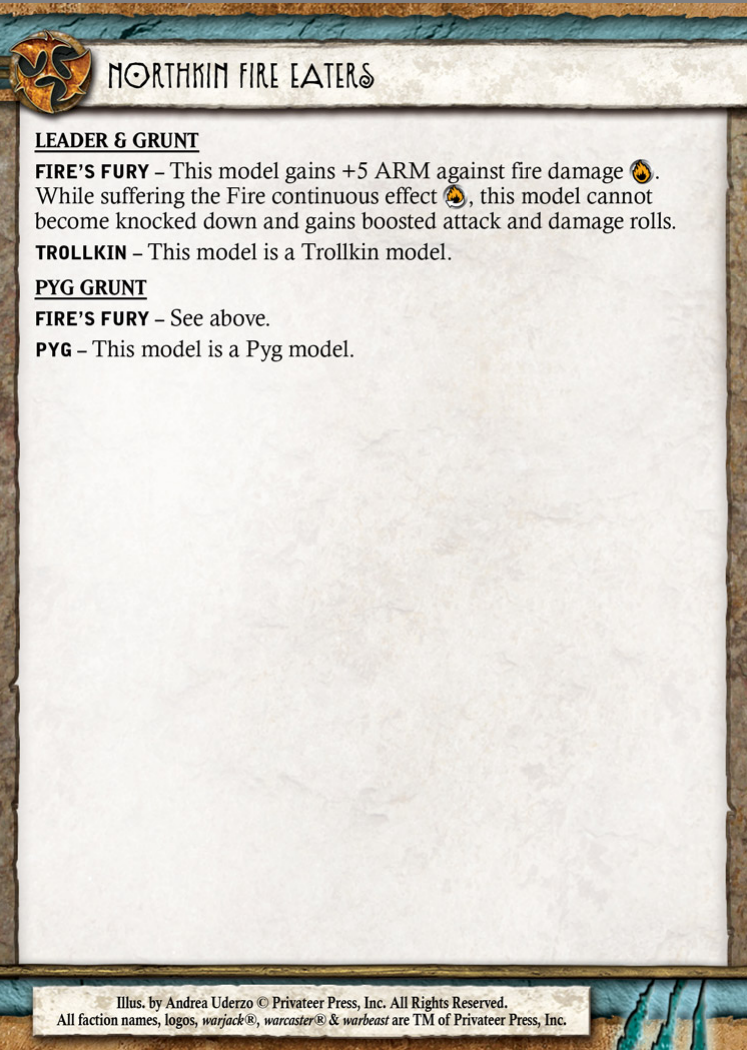 NORTHKIN FIRE EATERS
LEADER & GRUNT
FIRE'S FURY – This model gains +5 ARM against fire damage .
While suffering the Fire continuous effect , this model cannot
become knocked down and gains boosted attack and damage rolls.
TROLLKIN – This model is a Trollkin model.
PYG GRUNT
FIRE'S FURY – See above.
PYG – This model is a Pyg model.
Illus. by Andrea Uderzo © Privateer Press, Inc. All Rights Reserved.
All faction names, logos, warjack®, warcaster® & warbeast are TM of Privateer Press, Inc.